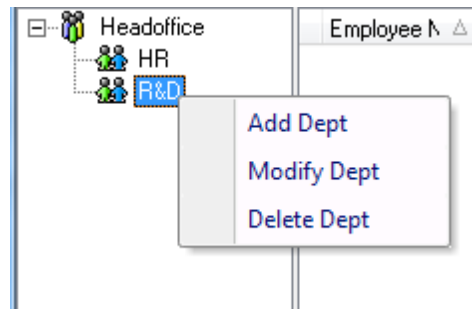 Headoffice
Employee N
HR
R&D
Add Dept
Modify Dept
Delete Dept